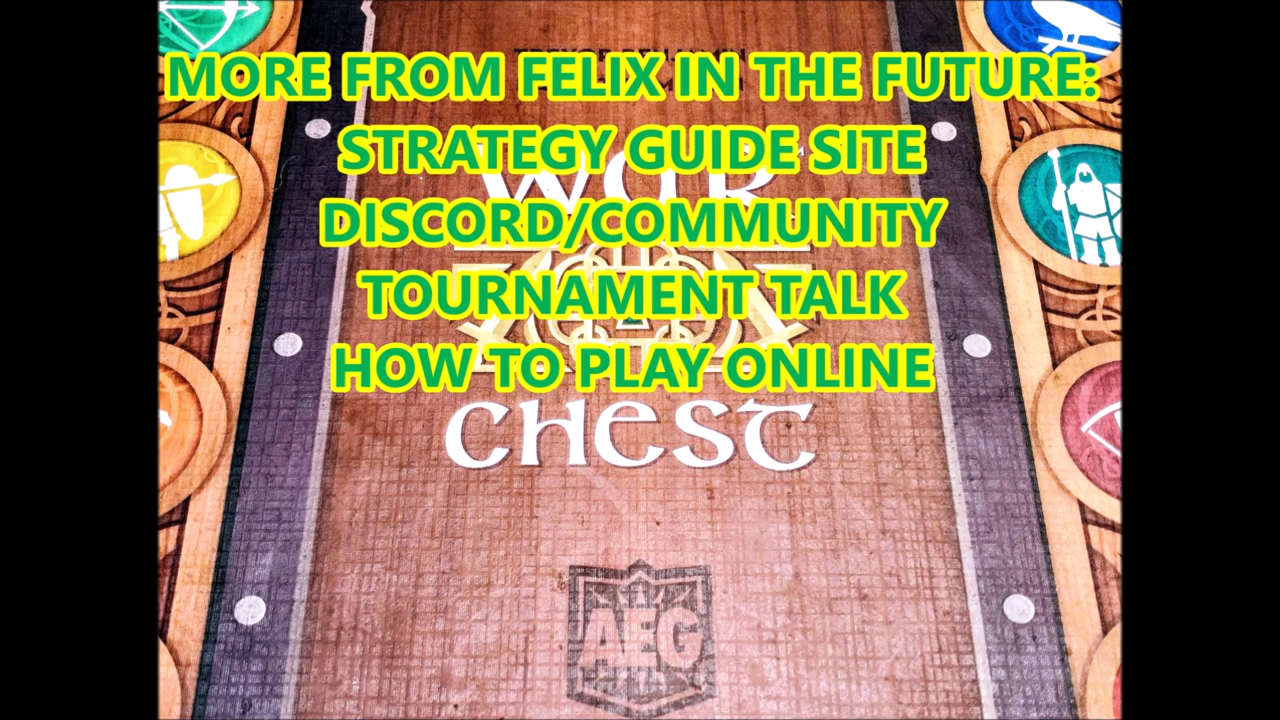 MORE FROM FELIX IN THE FUTURE:
STRATEGY GUIDE SITE
WAR
DISCORD/COMMUNITY
TOURNAMENT TALK
HOW TO PLAY ONLINE
CHEST
AEG